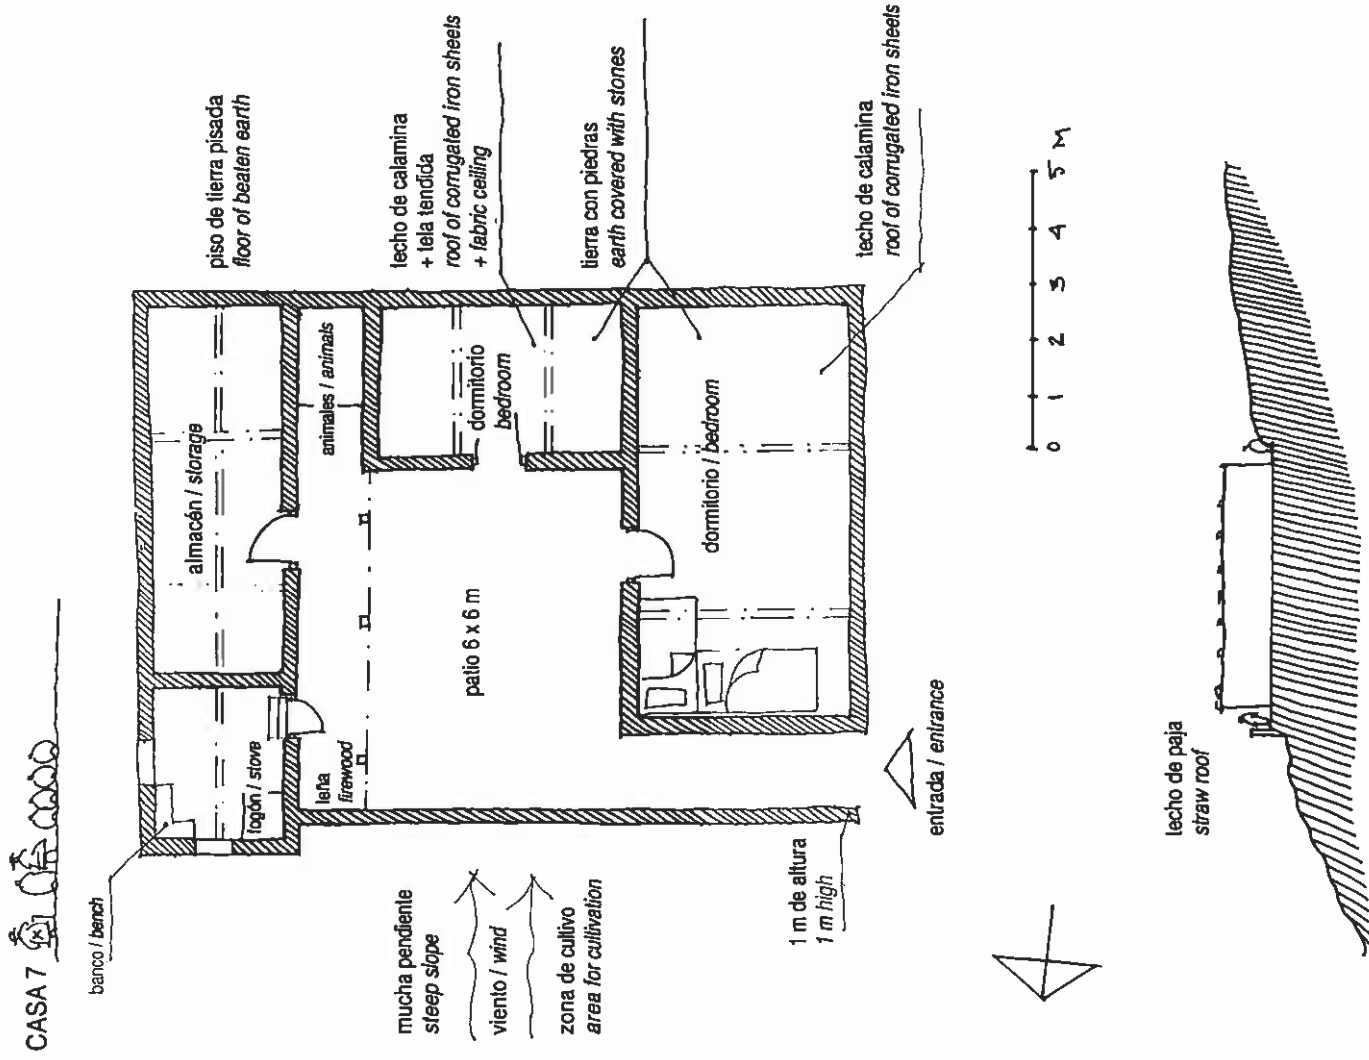 CASA 7
banco / bench
almacén / storage
fogón / stove
leña
firewood
animales / animals
patio 6 x 6 m
dormitorio
bedroom
dormitorio / bedroom
piso de tierra pisada
floor of beaten earth
techo de calamina
+ tela tendida
roof of corrugated iron sheets
+ fabric ceiling
tierra con piedras
earth covered with stones
techo de calamina
roof of corrugated iron sheets
mucha pendiente
steep slope
viento / wind
zona de cultivo
area for cultivation
1 m de altura
1 m high
entrada / entrance
0 1 2 3 4 5 M
techo de paja
straw roof